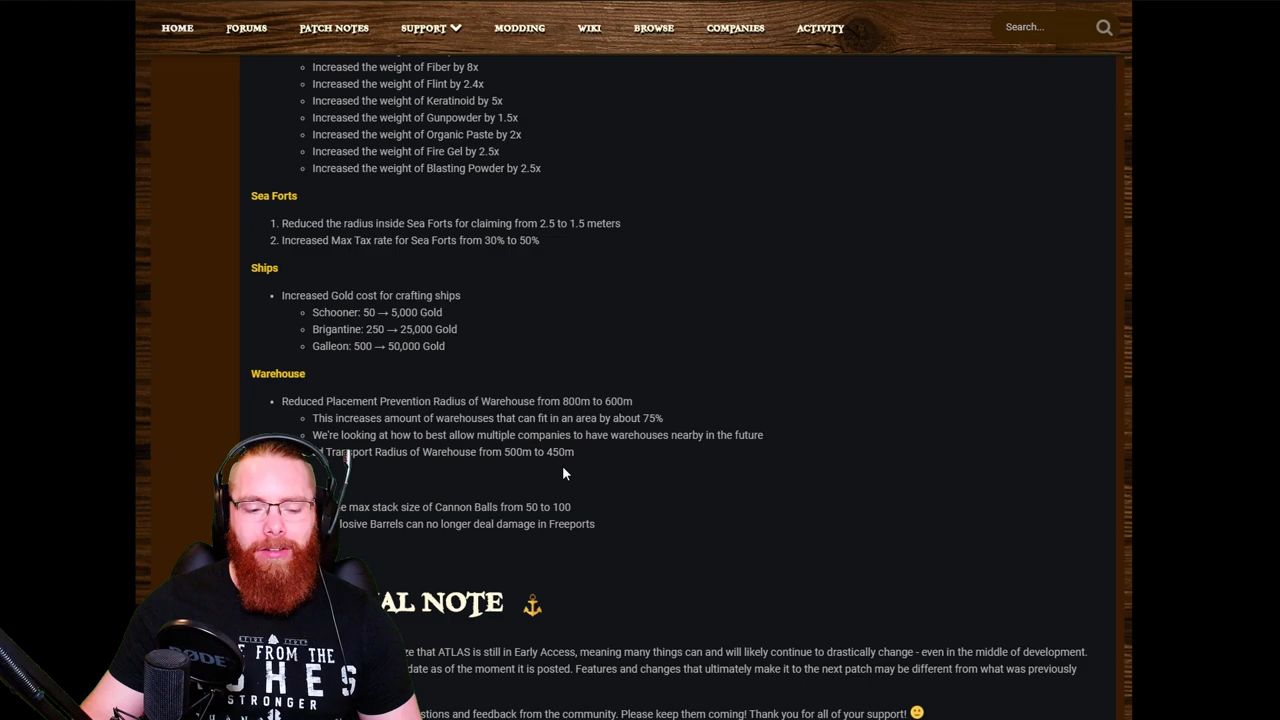 HOME FORUMS PATCH NOTES SUPPORT MODDING WIKI BROWSE COMPANIES ACTIVITY Search...
Increased the weight of Fiber by 8x
Increased the weight of Flint by 2.4x
Increased the weight of Keratinoid by 5x
Increased the weight of Gunpowder by 1.5x
Increased the weight of Organic Paste by 2x
Increased the weight of Fire Gel by 2.5x
Increased the weight of Blasting Powder by 2.5x
Sea Forts
1. Reduced the radius inside Sea Forts for claiming from 2.5 to 1.5 meters
2. Increased Max Tax rate for Sea Forts from 30% to 50%
Ships
Increased Gold cost for crafting ships
Schooner: 50 → 5,000 Gold
Brigantine: 250 → 25,000 Gold
Galleon: 500 → 50,000 Gold
Warehouse
Reduced Placement Prevention Radius of Warehouse from 800m to 600m
This increases amount of warehouses that can fit in an area by about 75%
We're looking at how to best allow multiple companies to have warehouses nearby in the future
Transport Radius of Warehouse from 500m to 450m
max stack size of Cannon Balls from 50 to 100
losive Barrels can no longer deal damage in Freeports
AL NOTE
ze that ATLAS is still in Early Access, meaning many things can and will likely continue to drastically change - even in the middle of development.
date as of the moment it is posted. Features and changes that ultimately make it to the next patch may be different from what was previously
ions and feedback from the community. Please keep them coming! Thank you for all of your support! 🙂
RØDE
E FROM THE
SHE
STRONGER